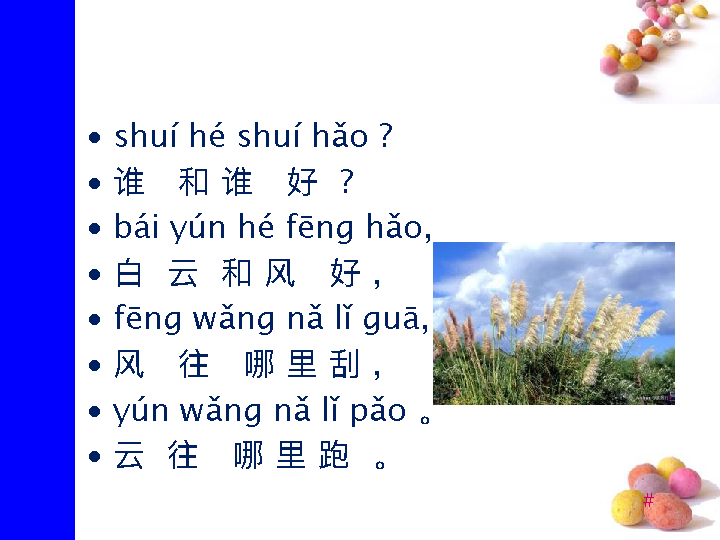 • shuí hé shuí hǎo ?
• 谁 和 谁 好 ?
• bái yún hé fēng hǎo,
• 白 云 和 风 好 ,
• fēng wǎng nǎ lǐ guā,
• 风 往 哪 里 刮 ,
• yún wǎng nǎ lǐ pǎo 。
• 云 往 哪 里 跑 。
#